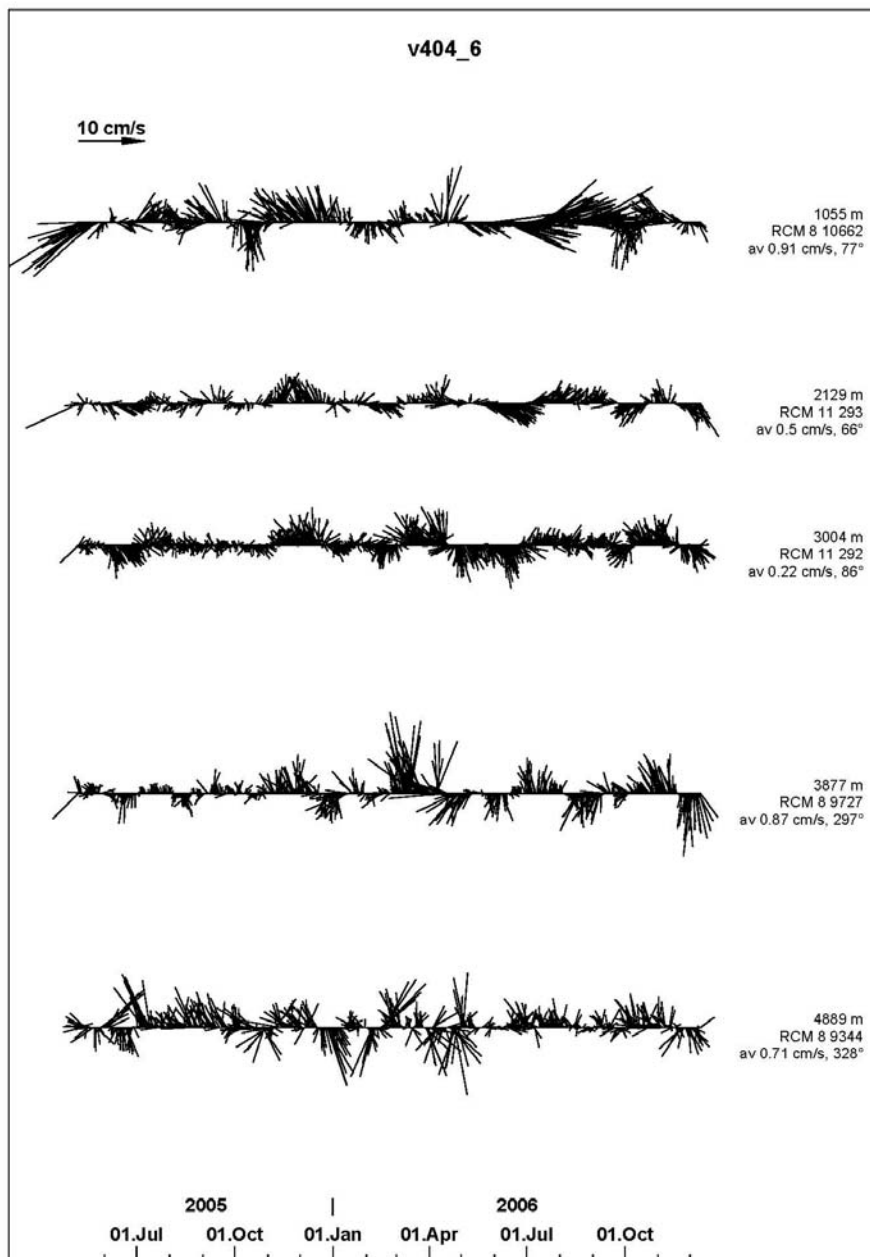 v404_6
10 cm/s
1055 m
RCM 8 10662
av 0.91 cm/s, 77°
2129 m
RCM 11 293
av 0.5 cm/s, 66°
3004 m
RCM 11 292
av 0.22 cm/s, 86°
3877 m
RCM 8 9727
av 0.87 cm/s, 297°
4889 m
RCM 8 9344
av 0.71 cm/s, 328°
2005 | 2006
01.Jul 01.Oct 01.Jan 01.Apr 01.Jul 01.Oct